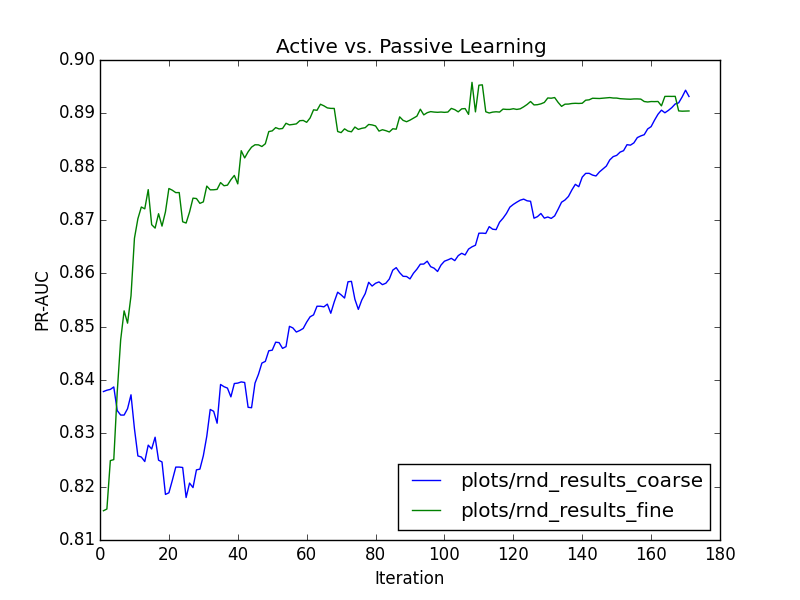 Active vs. Passive Learning
0.90
0.89
0.88
0.87
0.86
0.85
0.84
0.83
0.82
0.81
PR-AUC
plots/rnd_results_coarse
plots/rnd_results_fine
0 20 40 60 80 100 120 140 160 180
Iteration